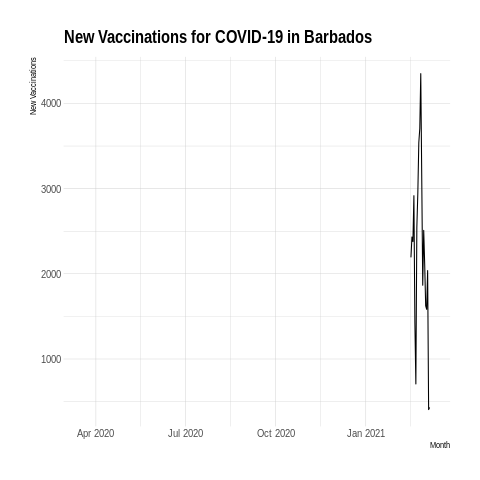 New Vaccinations for COVID-19 in Barbados
New Vaccinations
4000
3000
2000
1000
Apr 2020 Jul 2020 Oct 2020 Jan 2021
Month